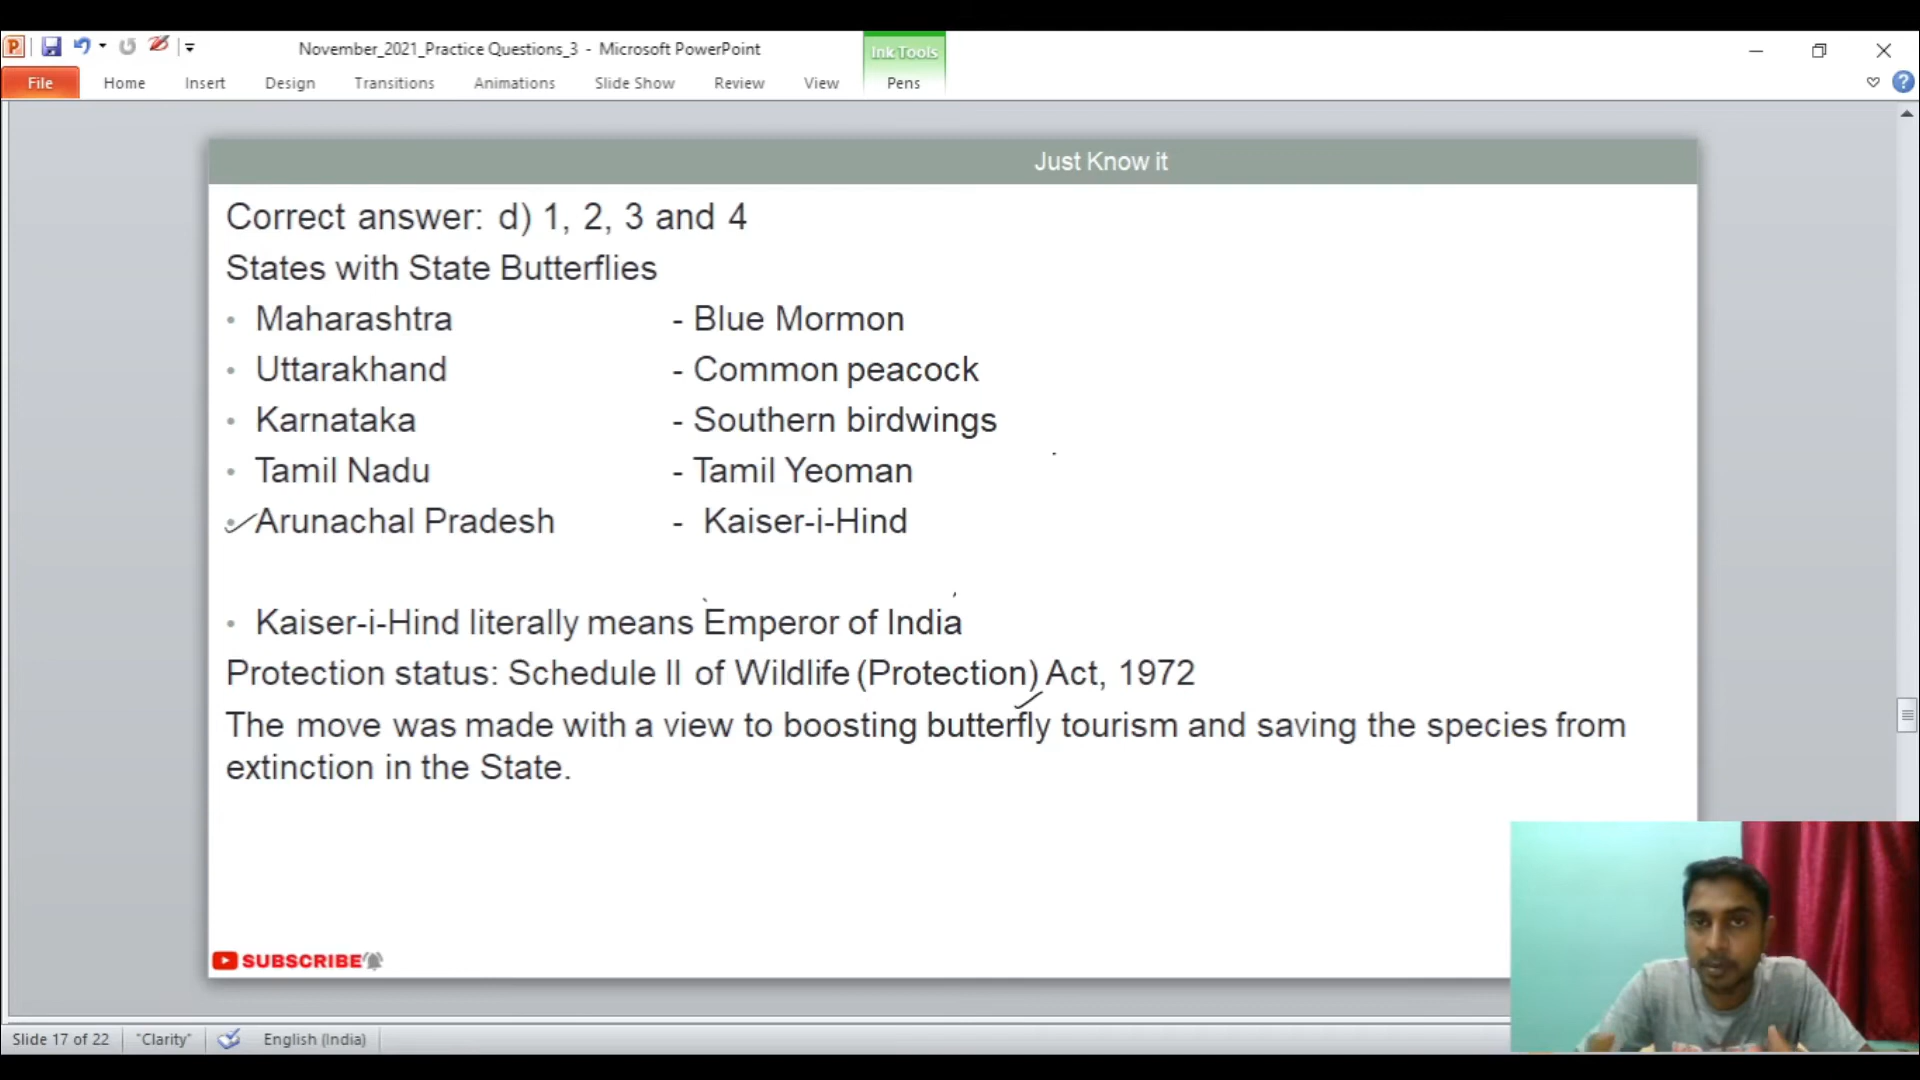 November_2021_Practice Questions_3 - Microsoft PowerPoint
Ink Tools
File Home Insert Design Transitions Animations Slide Show Review View Pens
Just Know it
Correct answer: d) 1, 2, 3 and 4
States with State Butterflies
• Maharashtra - Blue Mormon
• Uttarakhand - Common peacock
• Karnataka - Southern birdwings
• Tamil Nadu - Tamil Yeoman
• Arunachal Pradesh - Kaiser-i-Hind
• Kaiser-i-Hind literally means Emperor of India
Protection status: Schedule II of Wildlife (Protection) Act, 1972
The move was made with a view to boosting butterfly tourism and saving the species from
extinction in the State.
SUBSCRIBE
Slide 17 of 22 "Clarity" English (India)